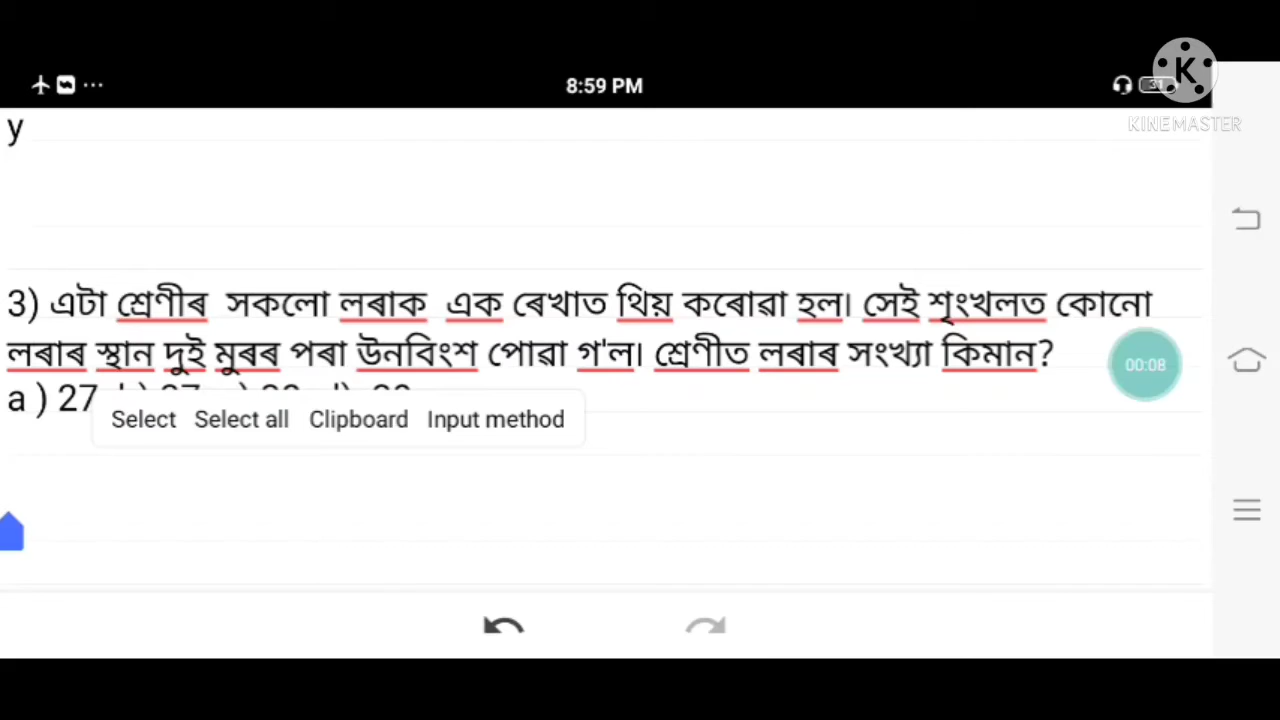 8:59 PM
31
KINEMASTER
y
3) এটা শ্রেণীৰ সকলো লৰাক এক ৰেখাত থিয় কৰোৱা হল। সেই শৃংখলত কোনো
লৰাৰ স্থান দুই মুৰৰ পৰা উনবিংশ পোৱা গ'ল। শ্রেণীত লৰাৰ সংখ্যা কিমান?
00:08
a ) 27
Select Select all Clipboard Input method